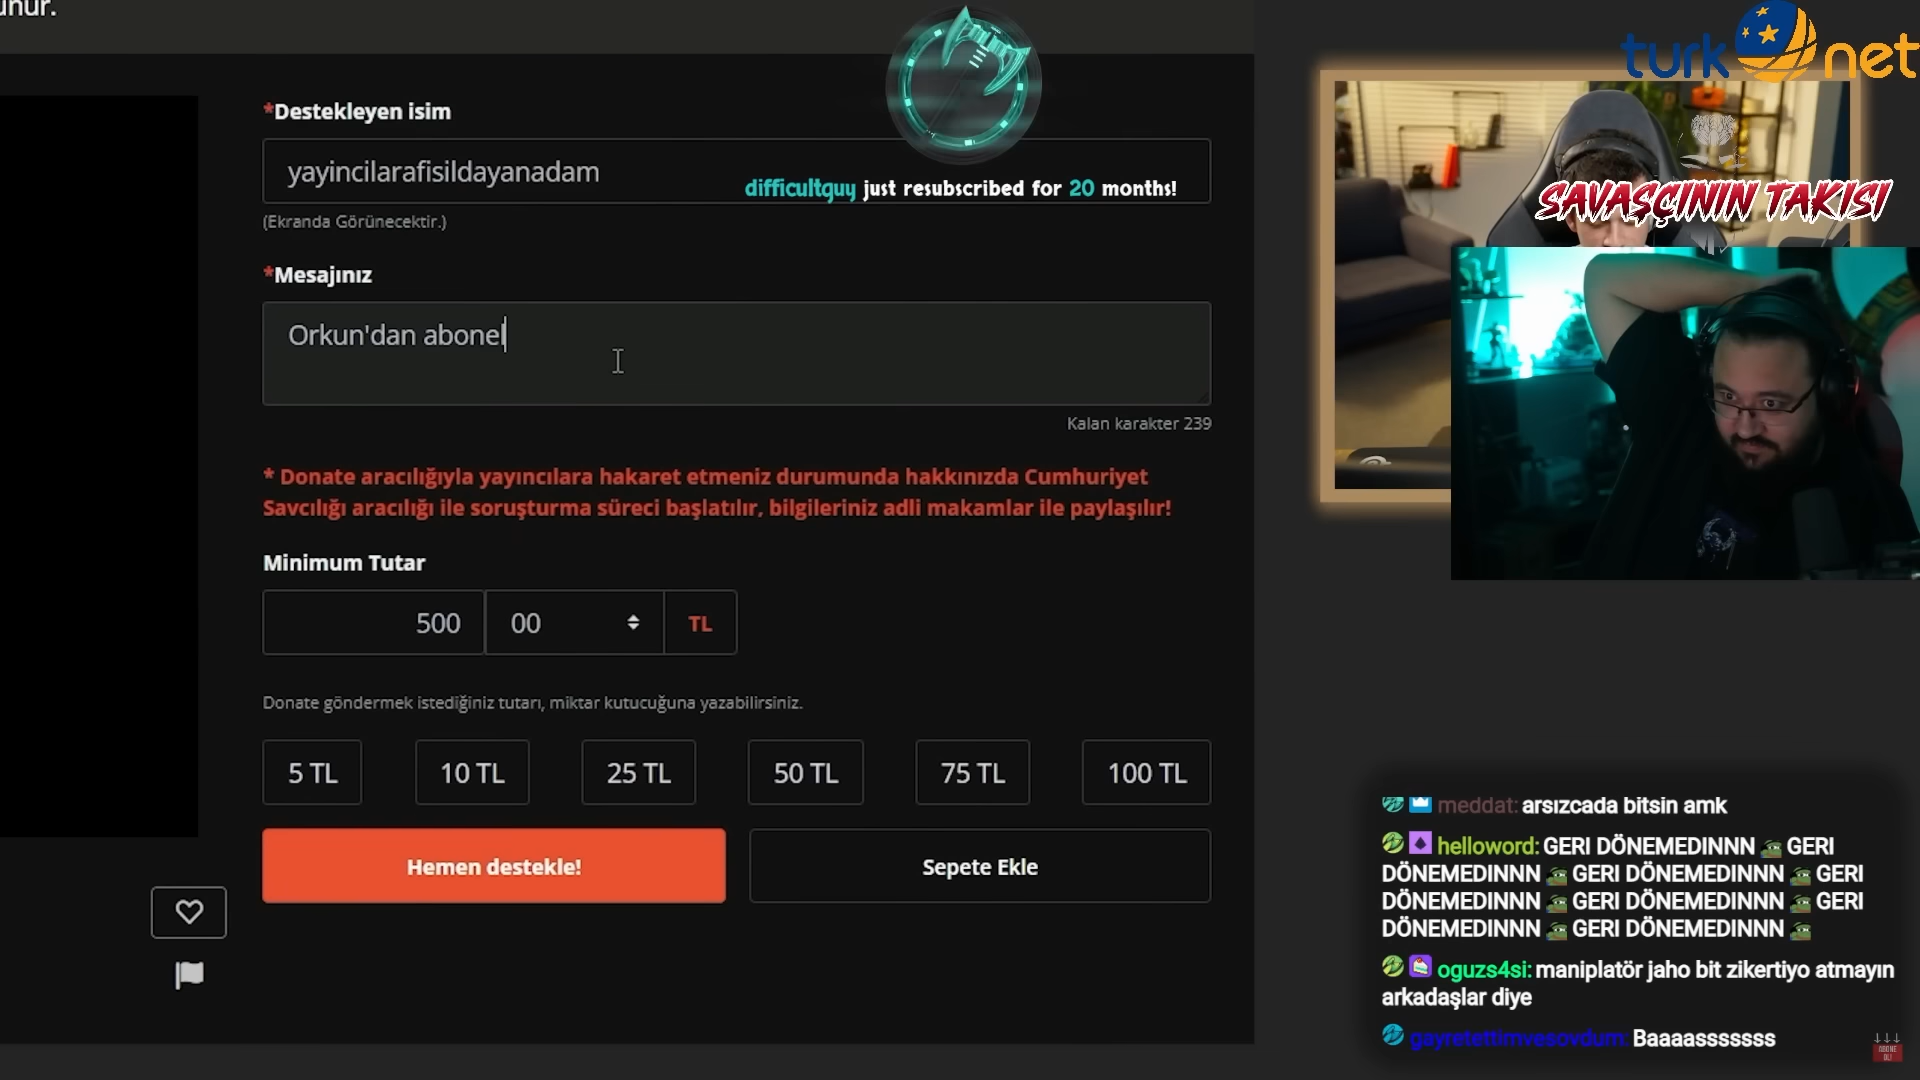 unur.
*Destekleyen isim
yayincilarafisildayanadam
difficultguy just resubscribed for 20 months!
(Ekranda Görünecektir.)
*Mesajınız
Orkun'dan abonel
Kalan karakter 239
* Donate aracılığıyla yayıncılara hakaret etmeniz durumunda hakkınızda Cumhuriyet
Savcılığı aracılığı ile soruşturma süreci başlatılır, bilgileriniz adli makamlar ile paylaşılır!
Minimum Tutar
500 00 TL
Donate göndermek istediğiniz tutarı, miktar kutucuğuna yazabilirsiniz.
5 TL 10 TL 25 TL 50 TL 75 TL 100 TL
Hemen destekle! Sepete Ekle
turknet
SAVAŞÇININ TAKISI
meddat: arsızcada bitsin amk
helloword: GERI DÖNEMEDINNN GERI
DÖNEMEDINNN GERI DÖNEMEDINNN GERI
DÖNEMEDINNN GERI DÖNEMEDINNN GERI
DÖNEMEDINNN GERI DÖNEMEDINNN
oguzs4si: maniplatör jaho bit zikertiyo atmayın
arkadaşlar diye
gayretettimvesovdum: Baaaasssssss
ABONE
OL!